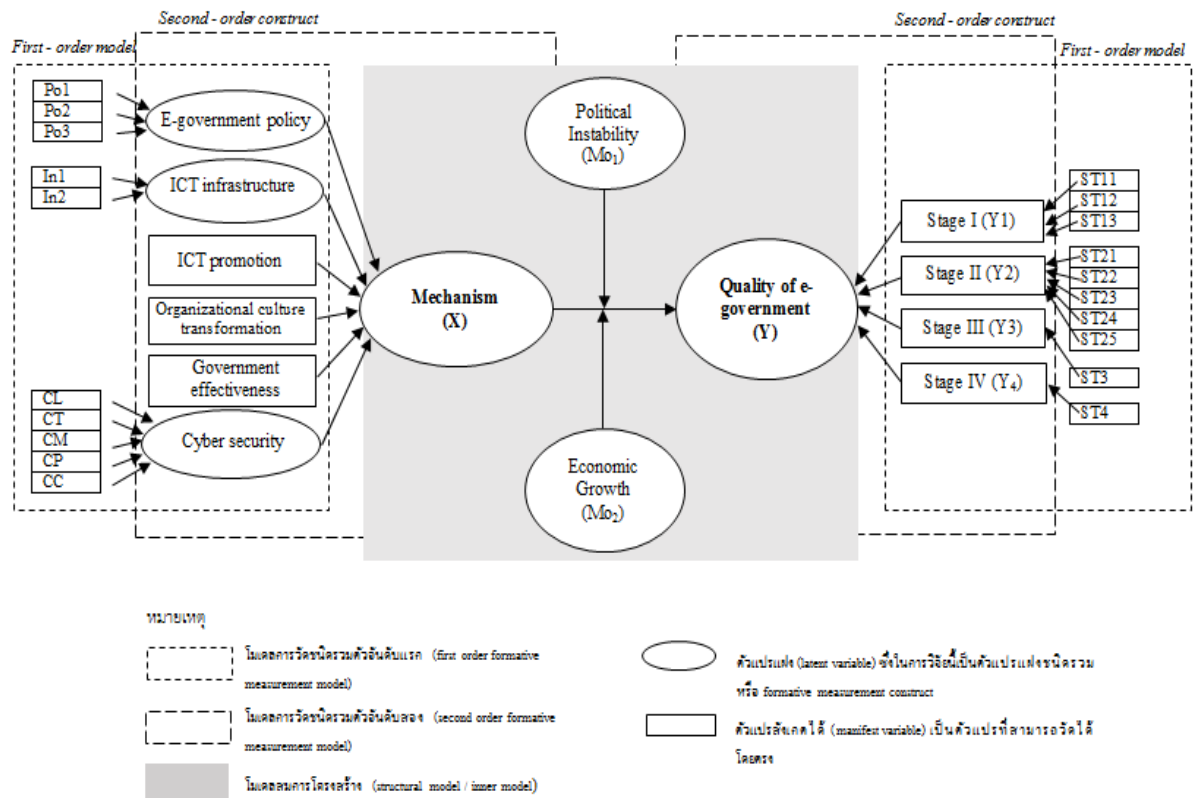 Second - order construct
Second - order construct
First - order model
First - order model
Po1
Po2
Po3
E-government policy
In1
In2
ICT infrastructure
ICT promotion
Organizational culture
transformation
Government
effectiveness
CL
CT
CM
CP
CC
Cyber security
Mechanism
(X)
Political
Instability
(Mo₁)
Economic
Growth
(Mo₂)
Quality of e-
government
(Y)
Stage I (Y1)
Stage II (Y2)
Stage III (Y3)
Stage IV (Y₄)
ST11
ST12
ST13
ST21
ST22
ST23
ST24
ST25
ST3
ST4
หมายเหตุ
โมเดลการวัดชนิดรวมตัวอันดับแรก (first order formative
measurement model)
โมเดลการวัดชนิดรวมตัวอันดับสอง (second order formative
measurement model)
โมเดลสมการโครงสร้าง (structural model / inner model)
ตัวแปรแฝง (latent variable) ซึ่งในการวิจัยนี้เป็นตัวแปรแฝงชนิดรวม
หรือ formative measurement construct
ตัวแปรสังเกตได้ (manifest variable) เป็นตัวแปรที่สามารถวัดได้
โดยตรง